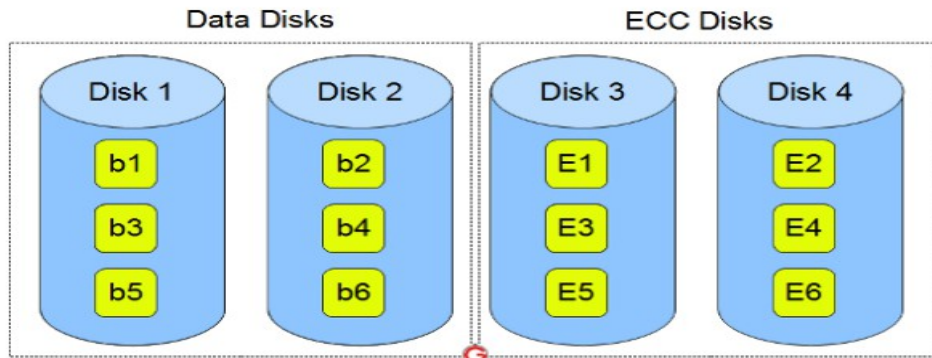 Data Disks ECC Disks
Disk 1 Disk 2 Disk 3 Disk 4
b1 b2 E1 E2
b3 b4 E3 E4
b5 b6 E5 E6
G